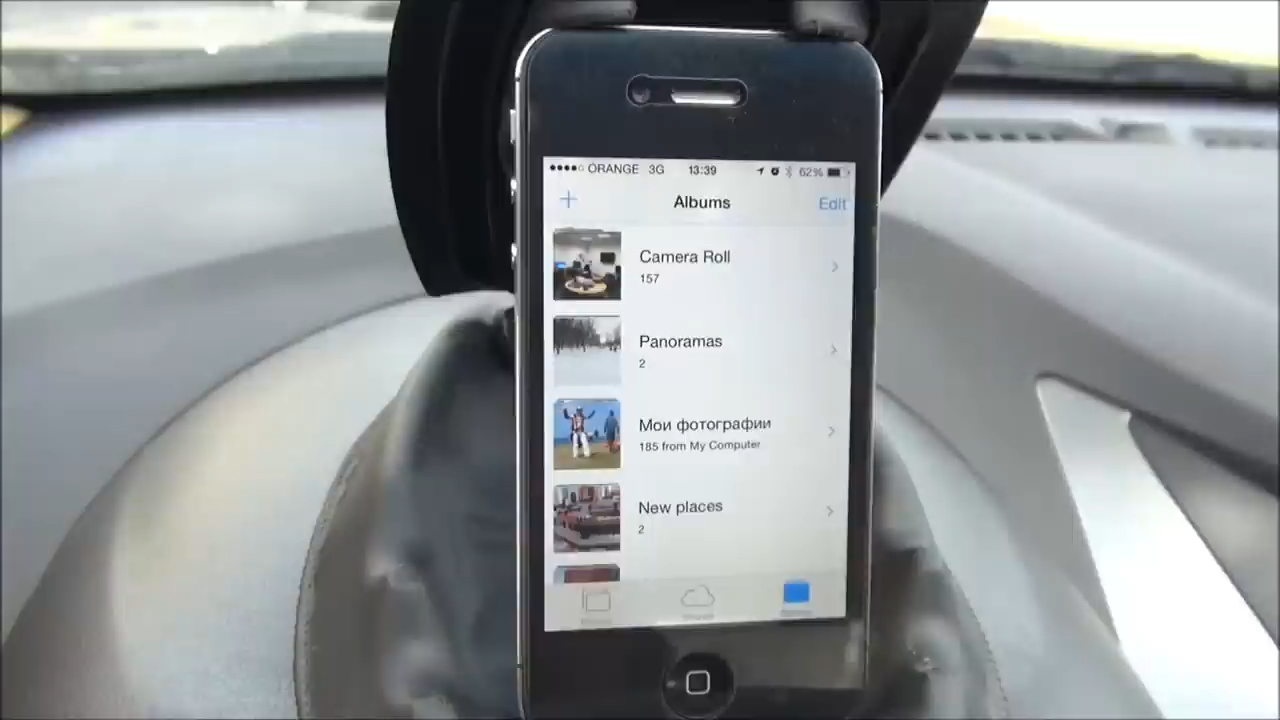 ORANGE 3G 13:39 62%
Albums Edit
Camera Roll
157
Panoramas
2
Мои фотографии
185 from My Computer
New places
2